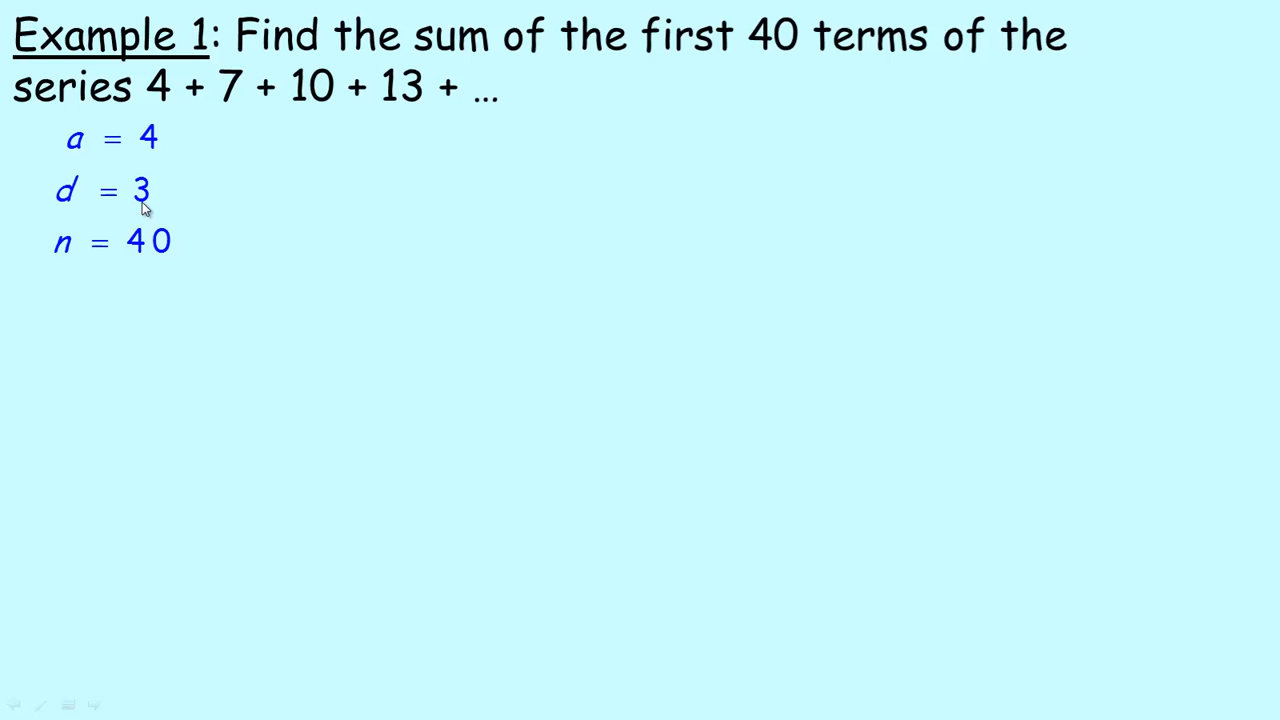 Example 1: Find the sum of the first 40 terms of the
series 4 + 7 + 10 + 13 + ...
a = 4
d = 3
n = 40